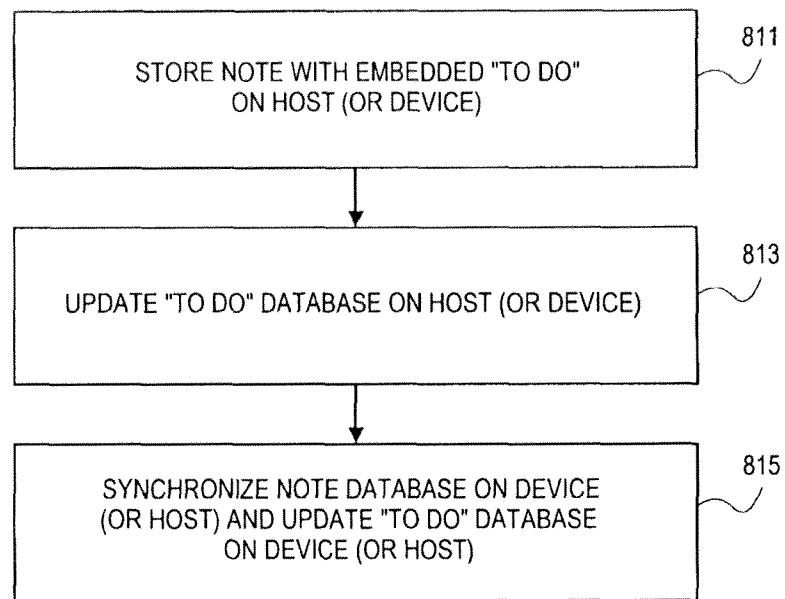 811
STORE NOTE WITH EMBEDDED "TO DO"
ON HOST (OR DEVICE)
813
UPDATE "TO DO" DATABASE ON HOST (OR DEVICE)
815
SYNCHRONIZE NOTE DATABASE ON DEVICE
(OR HOST) AND UPDATE "TO DO" DATABASE
ON DEVICE (OR HOST)